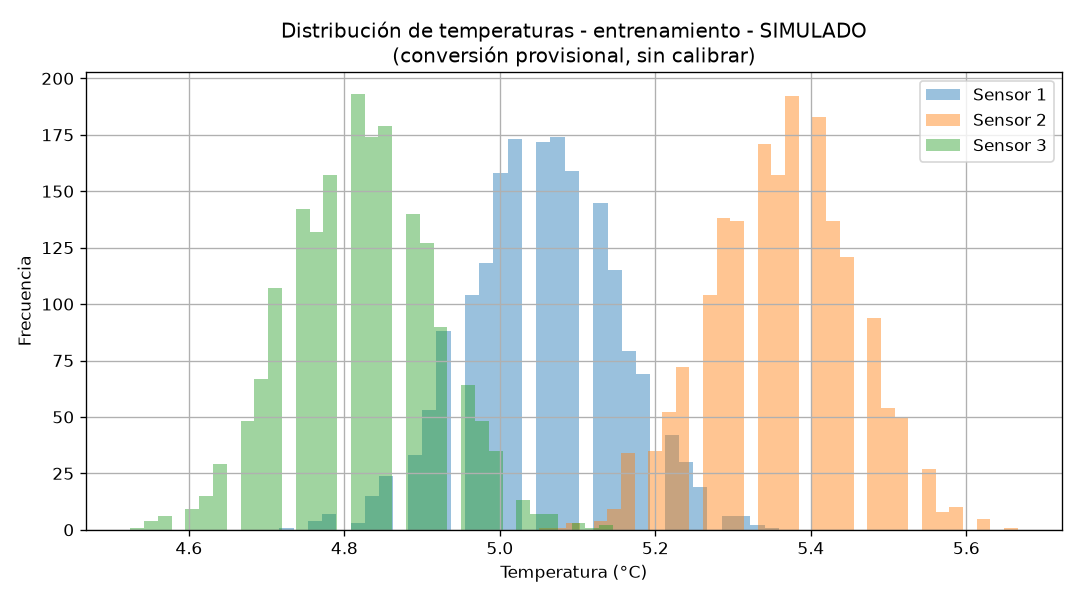 Distribución de temperaturas - entrenamiento - SIMULADO
(conversión provisional, sin calibrar)
Sensor 1
Sensor 2
Sensor 3
Frecuencia
200
175
150
125
100
75
50
25
0
4.6
4.8
5.0
5.2
5.4
5.6
Temperatura (°C)